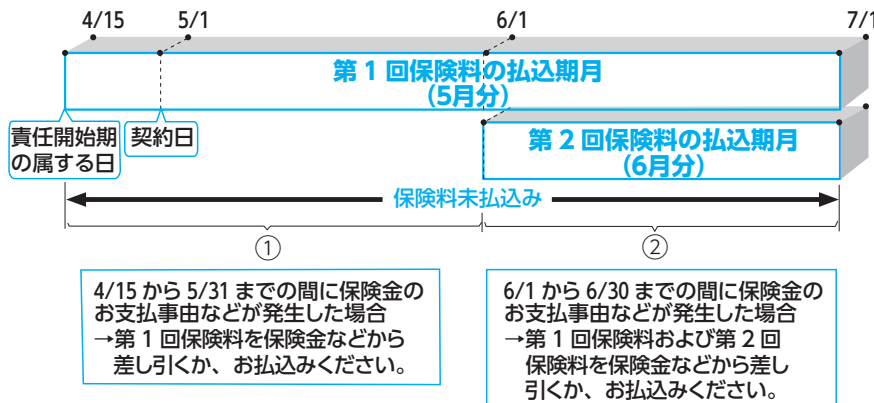 4/15 5/1 6/1 7/1
第1回保険料の払込期月
(5月分)
責任開始期
の属する日
契約日
第2回保険料の払込期月
(6月分)
保険料未払込み
① ②
4/15 から 5/31 までの間に保険金の
お支払事由などが発生した場合
→第1回保険料を保険金などから
差し引くか、お払込みください。
6/1 から 6/30 までの間に保険金の
お支払事由などが発生した場合
→第1回保険料および第2回
保険料を保険金などから差し
引くか、お払込みください。